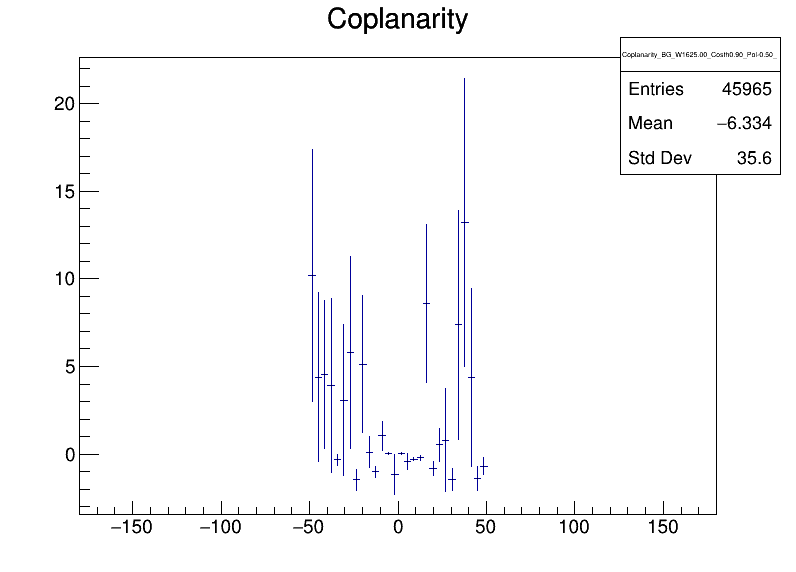 Coplanarity
Coplanarity_BG_W1625.00_Costh0.90_Pol-0.50_
Entries 45965
Mean −6.334
Std Dev 35.6
20
15
10
5
0
−150 −100 −50 0 50 100 150